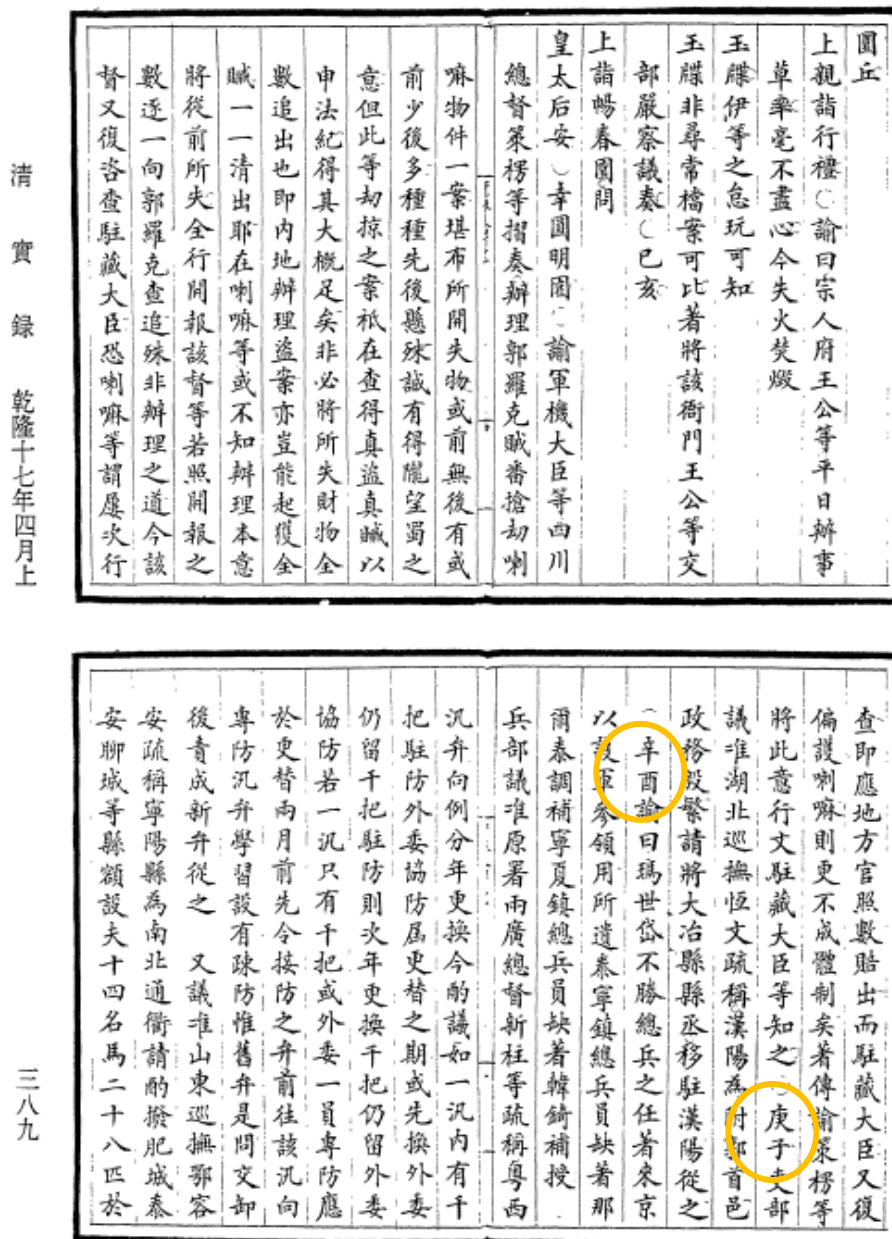 圜丘
上親詣行禮○諭曰宗人府王公等平日辦事
草率毫不盡心今失火焚燬
玉牒伊等之怠玩可知
玉牒非尋常檔案可比著將該衙門王公等交
部嚴察議奏○已亥
上詣暢春園問
皇太后安○幸圓明園○諭軍機大臣等四川
總督策楞等摺奏辦理郭羅克賊番搶劫喇
嘛物件一案堪布所開失物或前無後有或
前少後多種種先後懸殊誠有得隴望蜀之
意但此等劫掠之案祇在查得真盜真贓以
申法紀得其大概足矣非必將所失財物全
數追出也即內地辦理盜案亦豈能起獲全
贓一一清出耶在喇嘛等或不知辦理本意
將從前所失全行開報該督等若照開報之
數逐一向郭羅克查追殊非辦理之道今該
督又復咨查駐藏大臣恐喇嘛等謂屢次行
清實錄 乾隆十七年四月上
查即應地方官照數賠出而駐藏大臣又復
偏護喇嘛則更不成體制矣著傳諭策楞等
將此意行文駐藏大臣等知之○庚子吏部
議准湖北巡撫恒文疏稱漢陽為附郭首邑
政務殷繁請將大冶縣縣丞移駐漢陽從之
○辛酉諭曰瑪世岱不勝總兵之任著來京
以護軍參領用所遺泰寧鎮總兵員缺著那
爾泰調補寧夏鎮總兵員缺著韓錡補授
兵部議准原署兩廣總督新柱等疏稱粵西
汛弁向例分年更換今酌議如一汛內有千
把駐防外委協防屆更替之期或先換外委
仍留千把駐防則次年更換千把仍留外委
協防若一汛只有千把或外委一員專防應
於更替兩月前先令接防之弁前往該汛向
專防汛弁學習設有疎防惟舊弁是問交卸
後責成新弁從之 又議准山東巡撫鄂容
安疏稱寧陽縣為南北通衢請酌撥肥城泰
安聊城等縣額設夫十四名馬二十八匹於
三八九